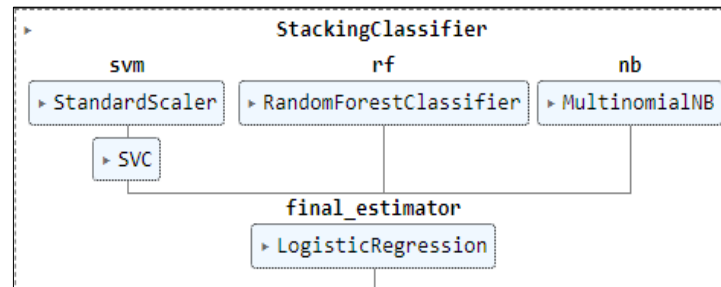 StackingClassifier
svm rf nb
StandardScaler RandomForestClassifier MultinomialNB
SVC
final_estimator
LogisticRegression